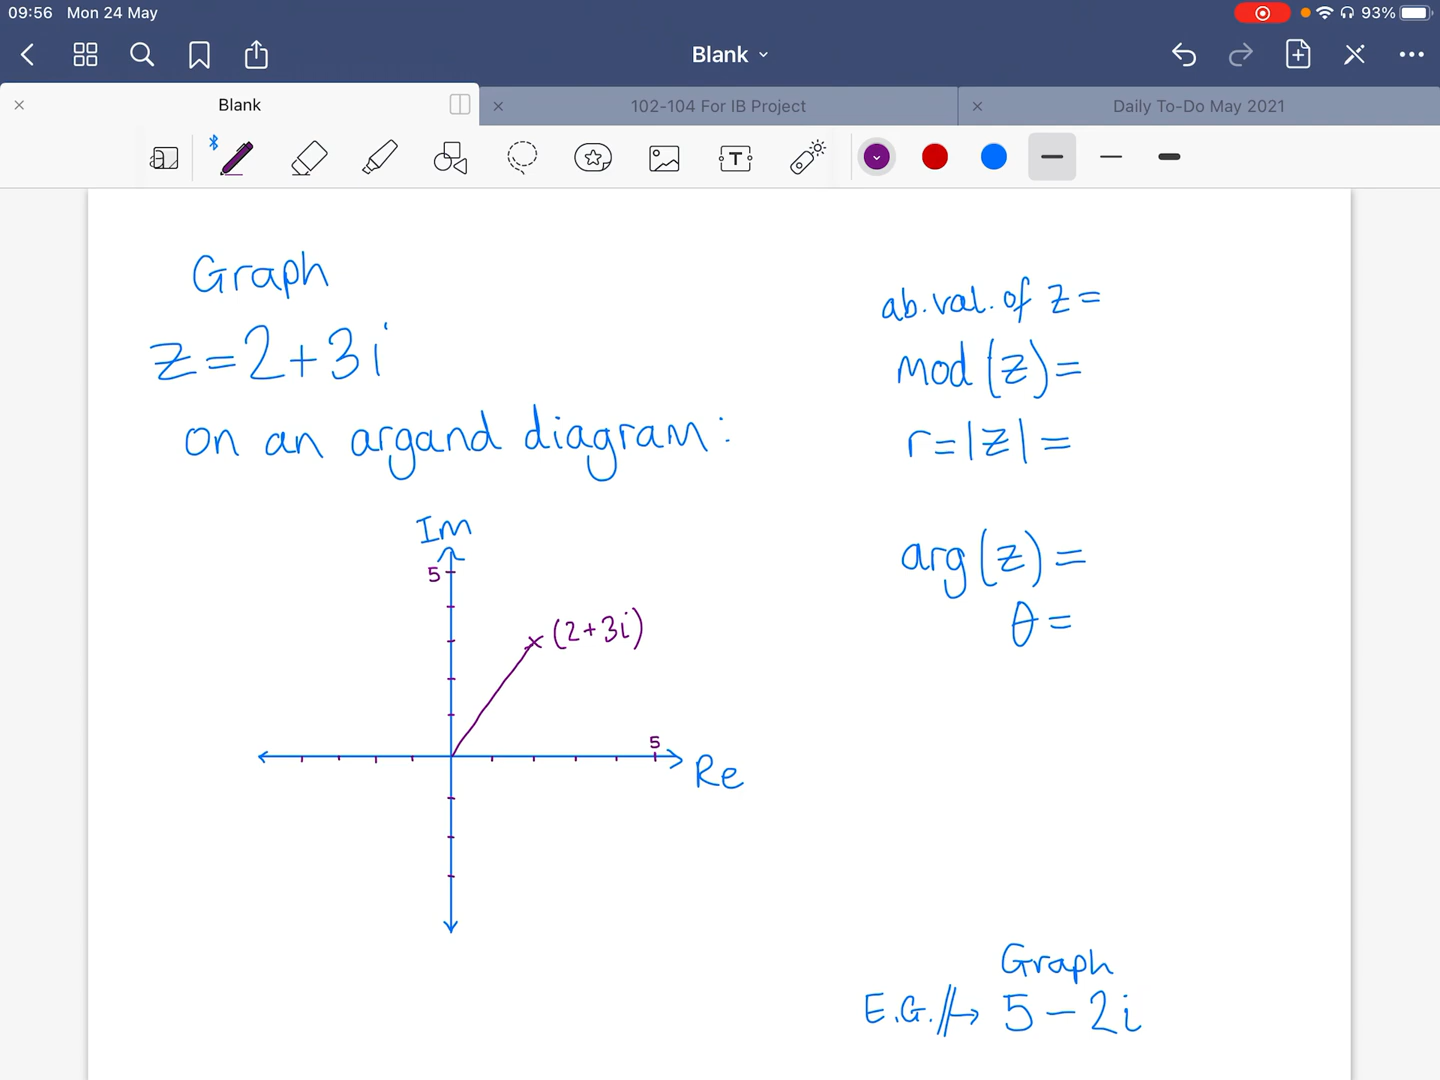 09:56 Mon 24 May
93%
Blank
Blank
102-104 For IB Project
Daily To-Do May 2021
T
Graph
z=2+3i
on an argand diagram:
ab.val. of z =
mod(z)=
r=|z|=
arg(z)=
θ=
Im
5
(2+3i)
5
Re
Graph
E.G.//→ 5-2i